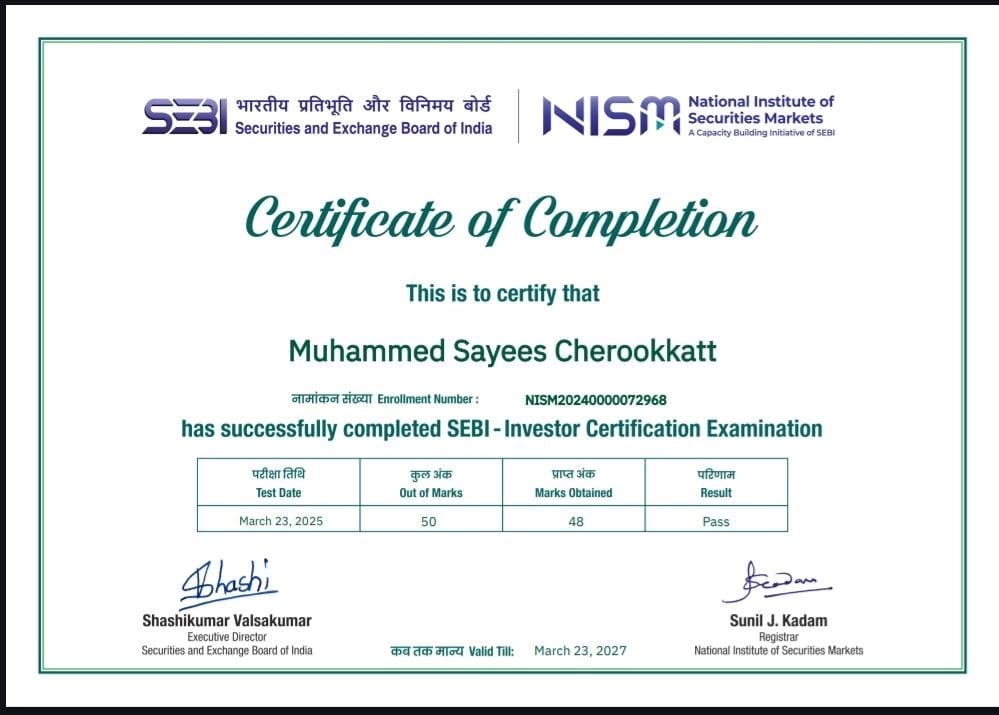 SEBI भारतीय प्रतिभूति और विनिमय बोर्ड
Securities and Exchange Board of India
NISM National Institute of
Securities Markets
A Capacity Building Initiative of SEBI
Certificate of Completion
This is to certify that
Muhammed Sayees Cherookkatt
नामांकन संख्या Enrollment Number : NISM20240000072968
has successfully completed SEBI - Investor Certification Examination
परीक्षा तिथि कुल अंक प्राप्त अंक परिणाम
Test Date Out of Marks Marks Obtained Result
March 23, 2025 50 48 Pass
Shashi
Shashikumar Valsakumar
Executive Director
Securities and Exchange Board of India
कब तक मान्य Valid Till: March 23, 2027
Sunil J. Kadam
Registrar
National Institute of Securities Markets